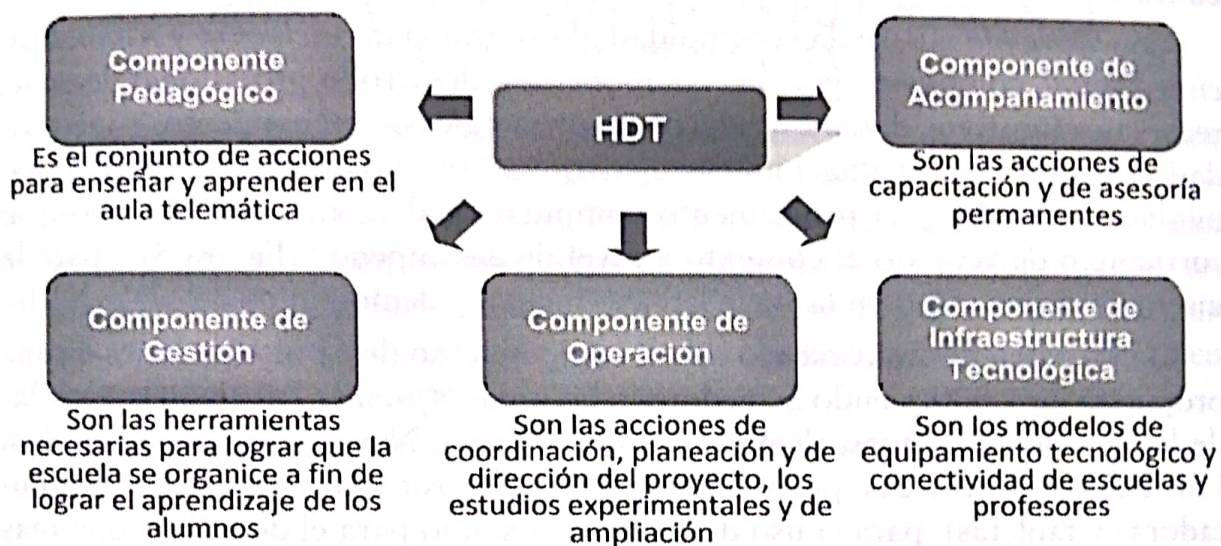 Componente
Pedagógico
Es el conjunto de acciones
para enseñar y aprender en el
aula telemática
HDT
Componente de
Acompañamiento
Son las acciones de
capacitación y de asesoría
permanentes
Componente de
Gestión
Son las herramientas
necesarias para lograr que la
escuela se organice a fin de
lograr el aprendizaje de los
alumnos
Componente de
Operación
Son las acciones de
coordinación, planeación y de
dirección del proyecto, los
estudios experimentales y de
ampliación
Componente de
Infraestructura
Tecnológica
Son los modelos de
equipamiento tecnológico y
conectividad de escuelas y
profesores